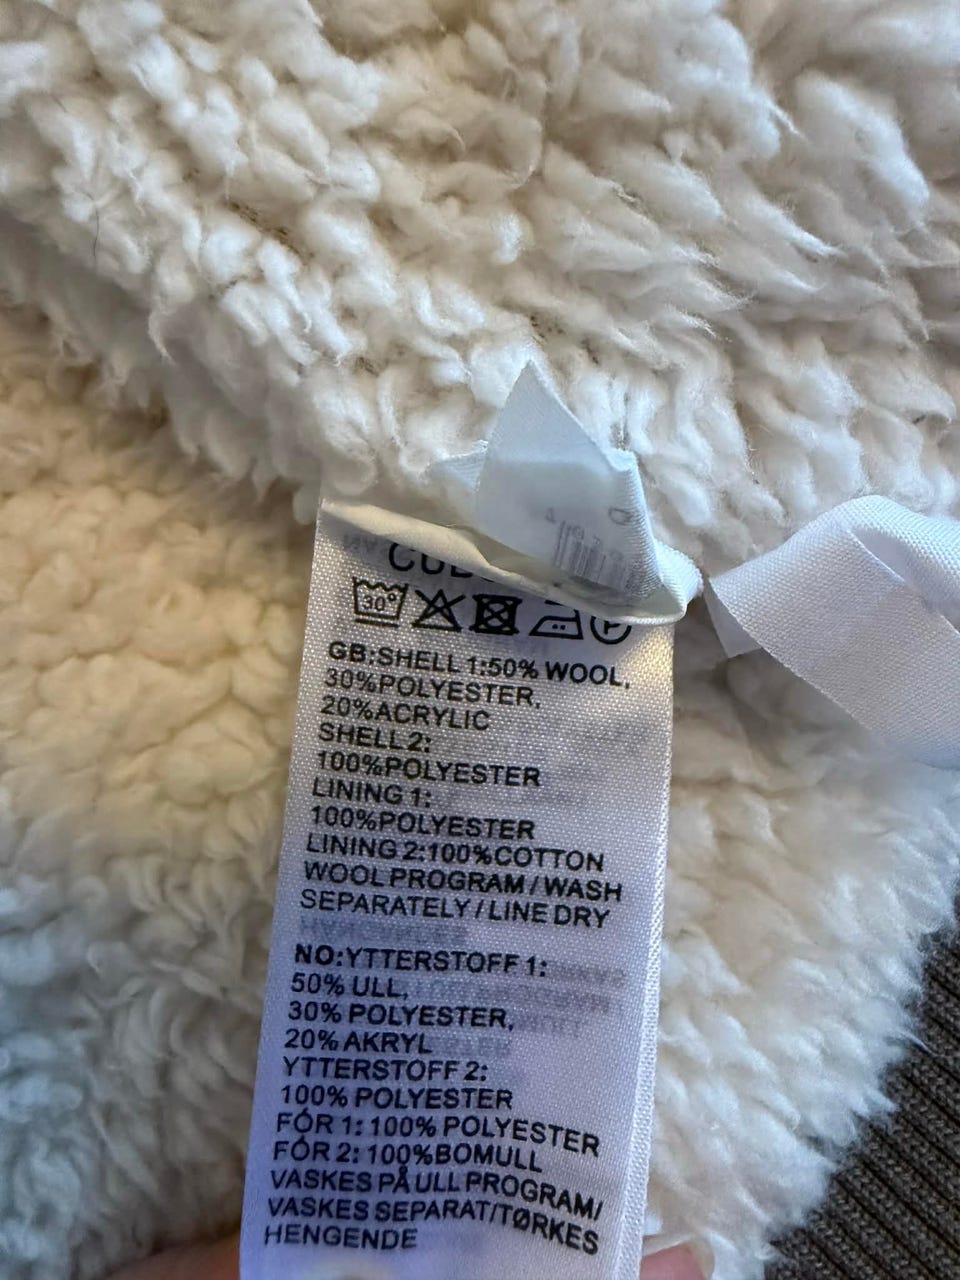 30°
P
GB:SHELL 1:50% WOOL,
30%POLYESTER,
20%ACRYLIC
SHELL 2:
100%POLYESTER
LINING 1:
100%POLYESTER
LINING 2:100%COTTON
WOOL PROGRAM / WASH
SEPARATELY / LINE DRY
NO:YTTERSTOFF 1:
50% ULL,
30% POLYESTER,
20% AKRYL
YTTERSTOFF 2:
100% POLYESTER
FÓR 1: 100% POLYESTER
FÓR 2: 100%BOMULL
VASKES PÅ ULL PROGRAM/
VASKES SEPARAT/TØRKES
HENGENDE